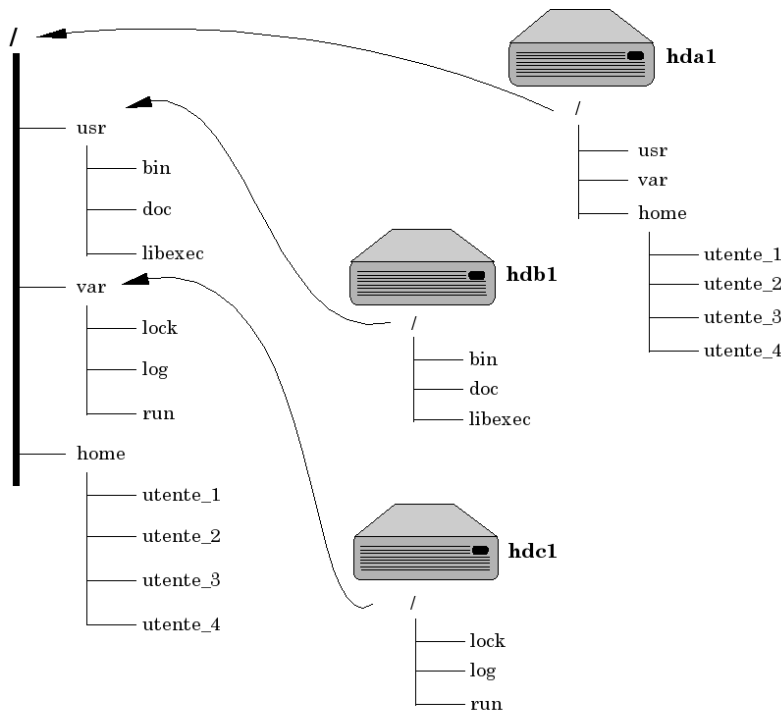 /
usr
bin
doc
libexec
var
lock
log
run
home
utente_1
utente_2
utente_3
utente_4
hda1
/
usr
var
home
utente_1
utente_2
utente_3
utente_4
hdb1
/
bin
doc
libexec
hdc1
/
lock
log
run